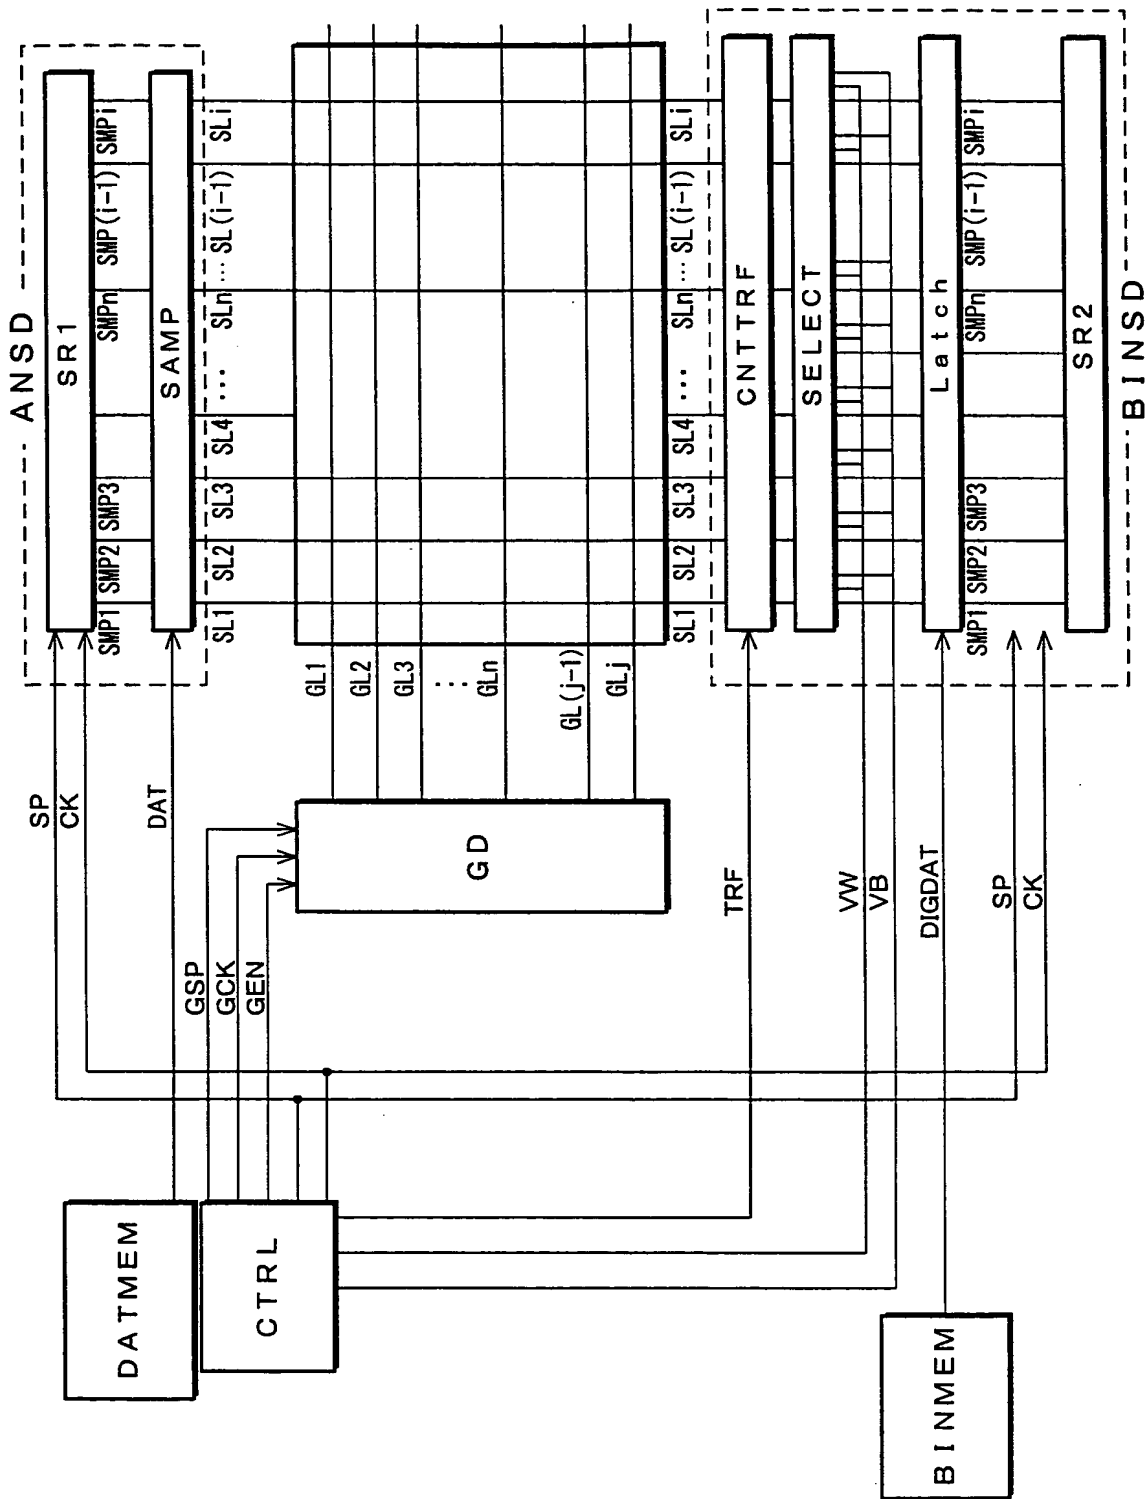 ANSD
SR1
SMP1 SMP2 SMP3 SMPn SMP(i-1) SMPi
SAMP
SL1 SL2 SL3 SL4 ... SLn ... SL(i-1) SLi
SP
CK
DAT
GL1
GL2
GL3
...
GLn
GL(j-1)
GLj
GD
GSP
GCK
GEN
DATMEM
CTRL
SL1 SL2 SL3 SL4 ... SLn ... SL(i-1) SLi
CNTTRF
SELECT
Latch
SMP1 SMP2 SMP3 SMPn SMP(i-1) SMPi
SR2
BINSD
TRF
VW
VB
DIGDAT
SP
CK
BINMEM